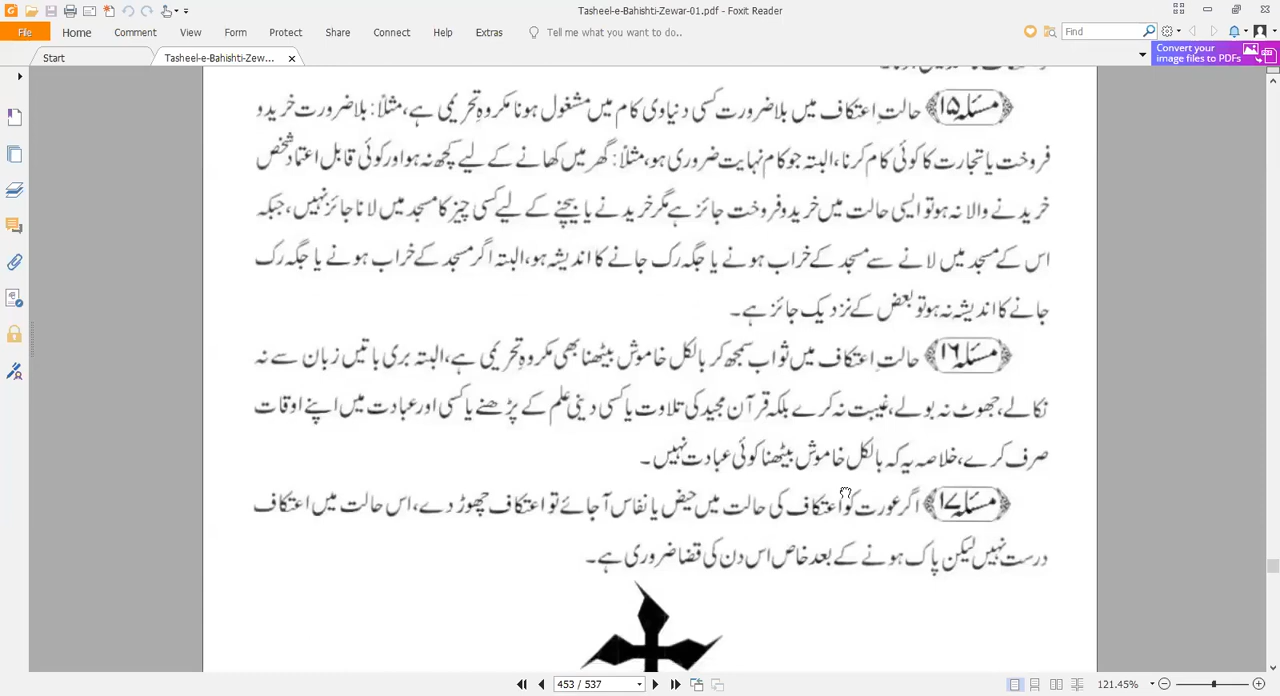 Tasheel-e-Bahishti-Zewar-01.pdf - Foxit Reader
File Home Comment View Form Protect Share Connect Help Extras Tell me what you want to do.. Find
Start Tasheel-e-Bahishti-Zew...
Convert your
image files to PDFs
مسئلہ ۱۵ حالتِ اعتکاف میں بلا ضرورت کسی دنیاوی کام میں مشغول ہونا مکروہِ تحریمی ہے، مثلاً: بلا ضرورت خرید و
فروخت یا تجارت کا کوئی کام کرنا، البتہ جو کام نہایت ضروری ہو، مثلاً: گھر میں کھانے کے لیے کچھ نہ ہو اور کوئی قابل اعتماد شخص
خریدنے والا نہ ہو تو ایسی حالت میں خرید و فروخت جائز ہے مگر خریدنے یا بیچنے کے لیے کسی چیز کا مسجد میں لانا جائز نہیں، جبکہ
اس کے مسجد میں لانے سے مسجد کے خراب ہونے یا جگہ رک جانے کا اندیشہ ہو، البتہ اگر مسجد کے خراب ہونے یا جگہ رک
جانے کا اندیشہ نہ ہو تو بعض کے نزدیک جائز ہے۔
مسئلہ ۱۶ حالتِ اعتکاف میں ثواب سمجھ کر بالکل خاموش بیٹھنا بھی مکروہِ تحریمی ہے، البتہ بری باتیں زبان سے نہ
نکالے، جھوٹ نہ بولے، غیبت نہ کرے بلکہ قرآن مجید کی تلاوت یا کسی دینی علم کے پڑھنے یا کسی اور عبادت میں اپنے اوقات
صرف کرے، خلاصہ یہ کہ بالکل خاموش بیٹھنا کوئی عبادت نہیں۔
مسئلہ ۱۷ اگر عورت کو اعتکاف کی حالت میں حیض یا نفاس آ جائے تو اعتکاف چھوڑ دے، اس حالت میں اعتکاف
درست نہیں لیکن پاک ہونے کے بعد خاص اس دن کی قضا ضروری ہے۔
453 / 537 121.45%